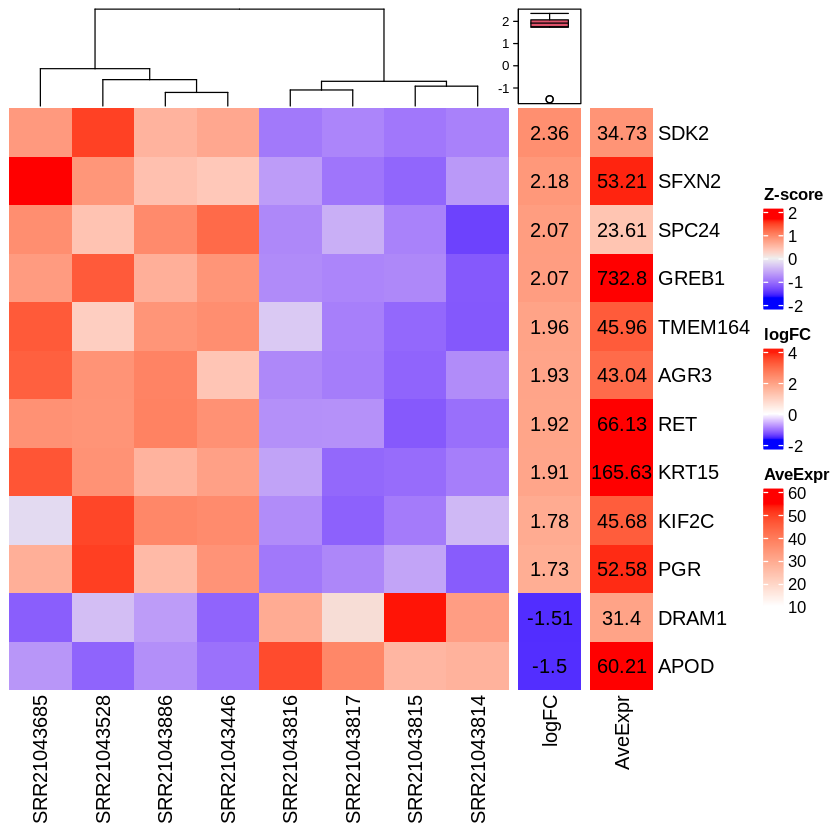 2
1
0
-1
2.36 34.73 SDK2
2.18 53.21 SFXN2
2.07 23.61 SPC24
2.07 732.8 GREB1
1.96 45.96 TMEM164
1.93 43.04 AGR3
1.92 66.13 RET
1.91 165.63 KRT15
1.78 45.68 KIF2C
1.73 52.58 PGR
-1.51 31.4 DRAM1
-1.5 60.21 APOD
SRR21043685
SRR21043528
SRR21043886
SRR21043446
SRR21043816
SRR21043817
SRR21043815
SRR21043814
logFC
AveExpr
Z-score
2
1
0
-1
-2
logFC
4
2
0
-2
AveExpr
60
50
40
30
20
10